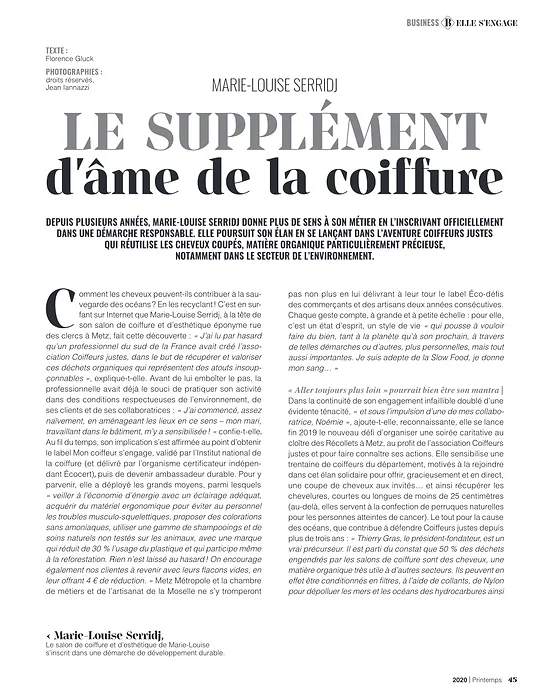 BUSINESS B ELLE S'ENGAGE
TEXTE :
Florence Gluck
PHOTOGRAPHIES :
droits réservés,
Jean Iannazzi
MARIE-LOUISE SERRIDJ
LE SUPPLÉMENT
d'âme de la coiffure
DEPUIS PLUSIEURS ANNÉES, MARIE-LOUISE SERRIDJ DONNE PLUS DE SENS À SON MÉTIER EN L'INSCRIVANT OFFICIELLEMENT
DANS UNE DÉMARCHE RESPONSABLE. ELLE POURSUIT SON ÉLAN EN SE LANÇANT DANS L'AVENTURE COIFFEURS JUSTES
QUI RÉUTILISE LES CHEVEUX COUPÉS, MATIÈRE ORGANIQUE PARTICULIÈREMENT PRÉCIEUSE,
NOTAMMENT DANS LE SECTEUR DE L'ENVIRONNEMENT.
Comment les cheveux peuvent-ils contribuer à la sau-
vegarde des océans ? En les recyclant ! C'est en sur-
fant sur Internet que Marie-Louise Serridj, à la tête de
son salon de coiffure et d'esthétique éponyme rue
des clercs à Metz, fait cette découverte : « J'ai lu par hasard
qu'un professionnel du sud de la France avait créé l'asso-
ciation Coiffeurs justes, dans le but de récupérer et valoriser
ces déchets organiques qui représentent des atouts insoup-
çonnables », explique-t-elle. Avant de lui emboîter le pas, la
professionnelle avait déjà le souci de pratiquer son activité
dans des conditions respectueuses de l'environnement, de
ses clients et de ses collaboratrices : « J'ai commencé, assez
naïvement, en aménageant les lieux en ce sens – mon mari,
travaillant dans le bâtiment, m'y a sensibilisée ! » confie-t-elle.
Au fil du temps, son implication s'est affirmée au point d'obtenir
le label Mon coiffeur s'engage, validé par l'Institut national de
la coiffure (et délivré par l'organisme certificateur indépen-
dant Écocert), puis de devenir ambassadeur durable. Pour y
parvenir, elle a déployé les grands moyens, parmi lesquels
« veiller à l'économie d'énergie avec un éclairage adéquat,
acquérir du matériel ergonomique pour éviter au personnel
les troubles musculo-squelettiques, proposer des colorations
sans amoniaques, utiliser une gamme de shampooings et de
soins naturels non testés sur les animaux, avec une marque
qui réduit de 30 % l'usage du plastique et qui participe même
à la reforestation. Rien n'est laissé au hasard ! On encourage
également nos clientes à revenir avec leurs flacons vides, en
leur offrant 4 € de réduction. » Metz Métropole et la chambre
de métiers et de l'artisanat de la Moselle ne s'y tromperont
pas non plus en lui délivrant à leur tour le label Éco-défis
des commerçants et des artisans deux années consécutives.
Chaque geste compte, à grande et à petite échelle : pour elle,
c'est un état d'esprit, un style de vie « qui pousse à vouloir
faire du bien, tant à la planète qu'à son prochain, à travers
de telles démarches ou d'autres, plus personnelles, mais tout
aussi importantes. Je suis adepte de la Slow Food, je donne
mon sang… »
« Aller toujours plus loin » pourrait bien être son mantra |
Dans la continuité de son engagement infaillible doublé d'une
évidente ténacité, « et sous l'impulsion d'une de mes collabo-
ratrice, Noémie », ajoute-t-elle, reconnaissante, elle se lance
fin 2019 le nouveau défi d'organiser une soirée caritative au
cloître des Récollets à Metz, au profit de l'association Coiffeurs
justes et pour faire connaître ses actions. Elle sensibilise une
trentaine de coiffeurs du département, motivés à la rejoindre
dans cet élan solidaire pour offrir, gracieusement et en direct,
une coupe de cheveux aux invités… et ainsi récupérer les
chevelures, courtes ou longues de moins de 25 centimètres
(au-delà, elles servent à la confection de perruques naturelles
pour les personnes atteintes de cancer). Le tout pour la cause
des océans, que contribue à défendre Coiffeurs justes depuis
plus de trois ans : « Thierry Gras, le président-fondateur, est un
vrai précurseur. Il est parti du constat que 50 % des déchets
engendrés par les salons de coiffure sont des cheveux, une
matière organique très utile à d'autres secteurs. Ils peuvent en
effet être conditionnés en filtres, à l'aide de collants, de Nylon
pour dépolluer les mers et les océans des hydrocarbures ainsi
‹ Marie-Louise Serridj,
Le salon de coiffure et d'esthétique de Marie-Louise
s'inscrit dans une démarche de développement durable.
2020 | Printemps 45